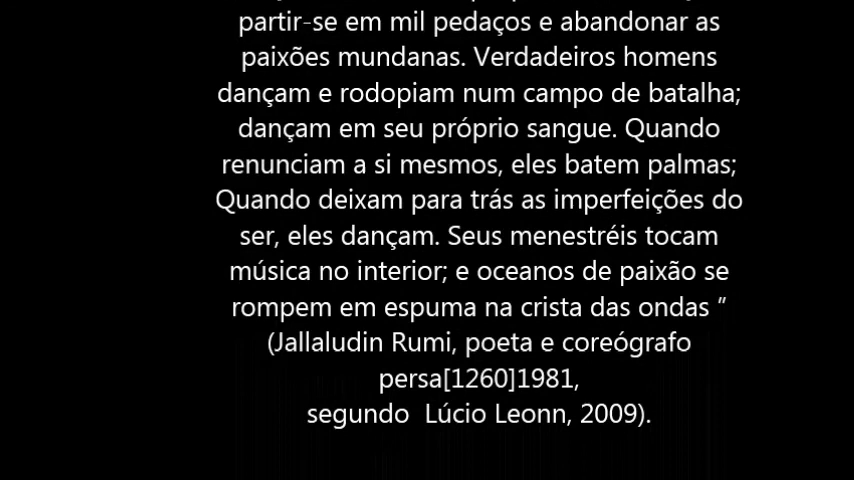 partir-se em mil pedaços e abandonar as
paixões mundanas. Verdadeiros homens
dançam e rodopiam num campo de batalha;
dançam em seu próprio sangue. Quando
renunciam a si mesmos, eles batem palmas;
Quando deixam para trás as imperfeições do
ser, eles dançam. Seus menestréis tocam
música no interior; e oceanos de paixão se
rompem em espuma na crista das ondas ”
(Jallaludin Rumi, poeta e coreógrafo
persa[1260]1981,
segundo  Lúcio Leonn, 2009).